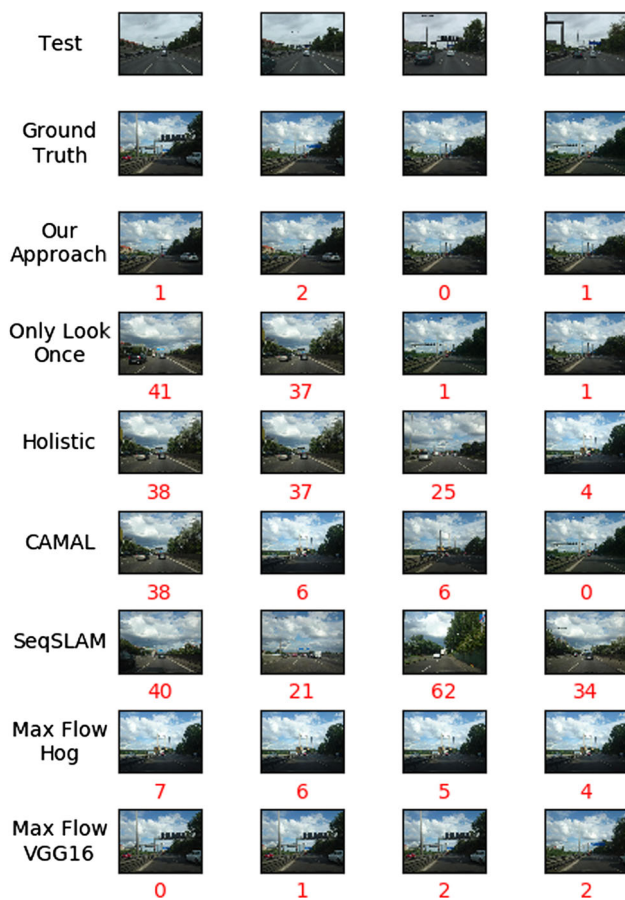 Test
Ground
Truth
Our
Approach
1 2 0 1
Only Look
Once
41 37 1 1
Holistic
38 37 25 4
CAMAL
38 6 6 0
SeqSLAM
40 21 62 34
Max Flow
Hog
7 6 5 4
Max Flow
VGG16
0 1 2 2